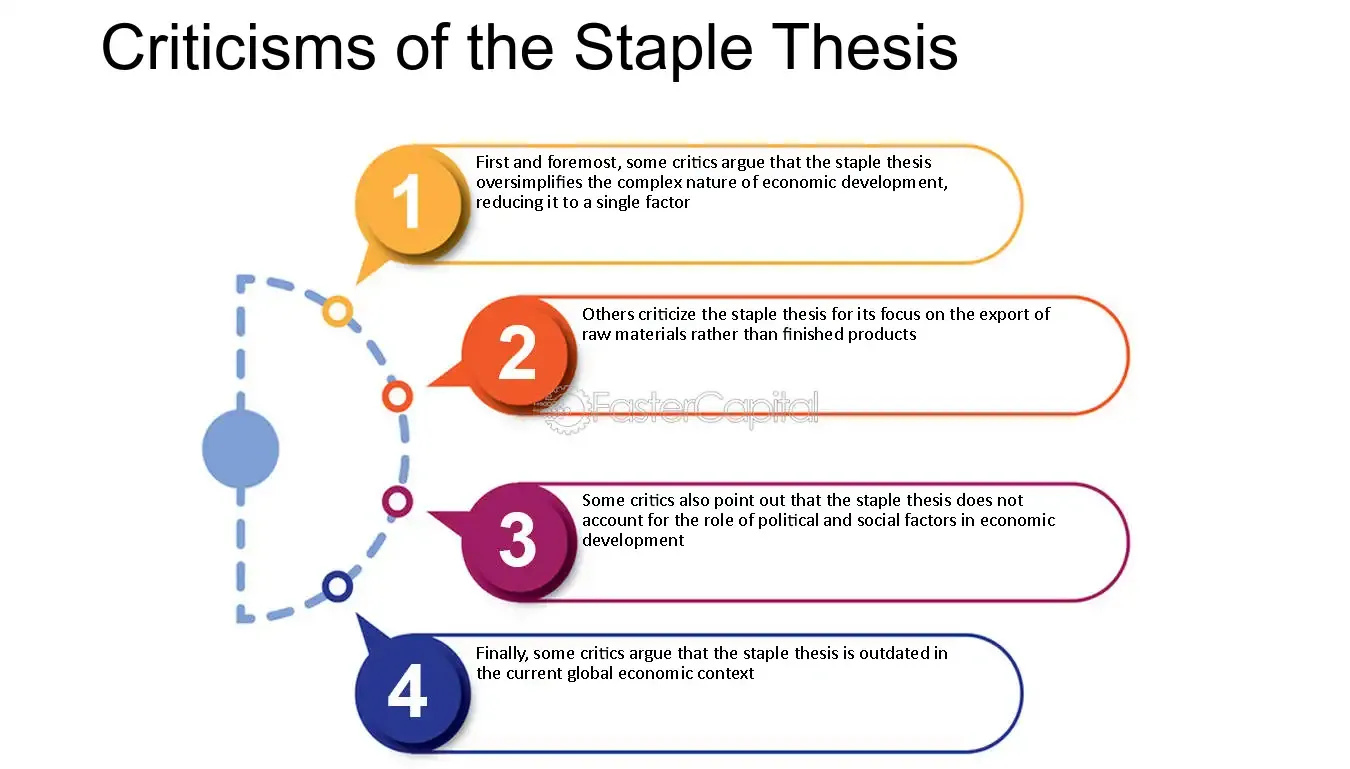 Criticisms of the Staple Thesis
1
First and foremost, some critics argue that the staple thesis
oversimplifies the complex nature of economic development,
reducing it to a single factor
2
Others criticize the staple thesis for its focus on the export of
raw materials rather than finished products
FasterCapital
3
Some critics also point out that the staple thesis does not
account for the role of political and social factors in economic
development
4
Finally, some critics argue that the staple thesis is outdated in
the current global economic context